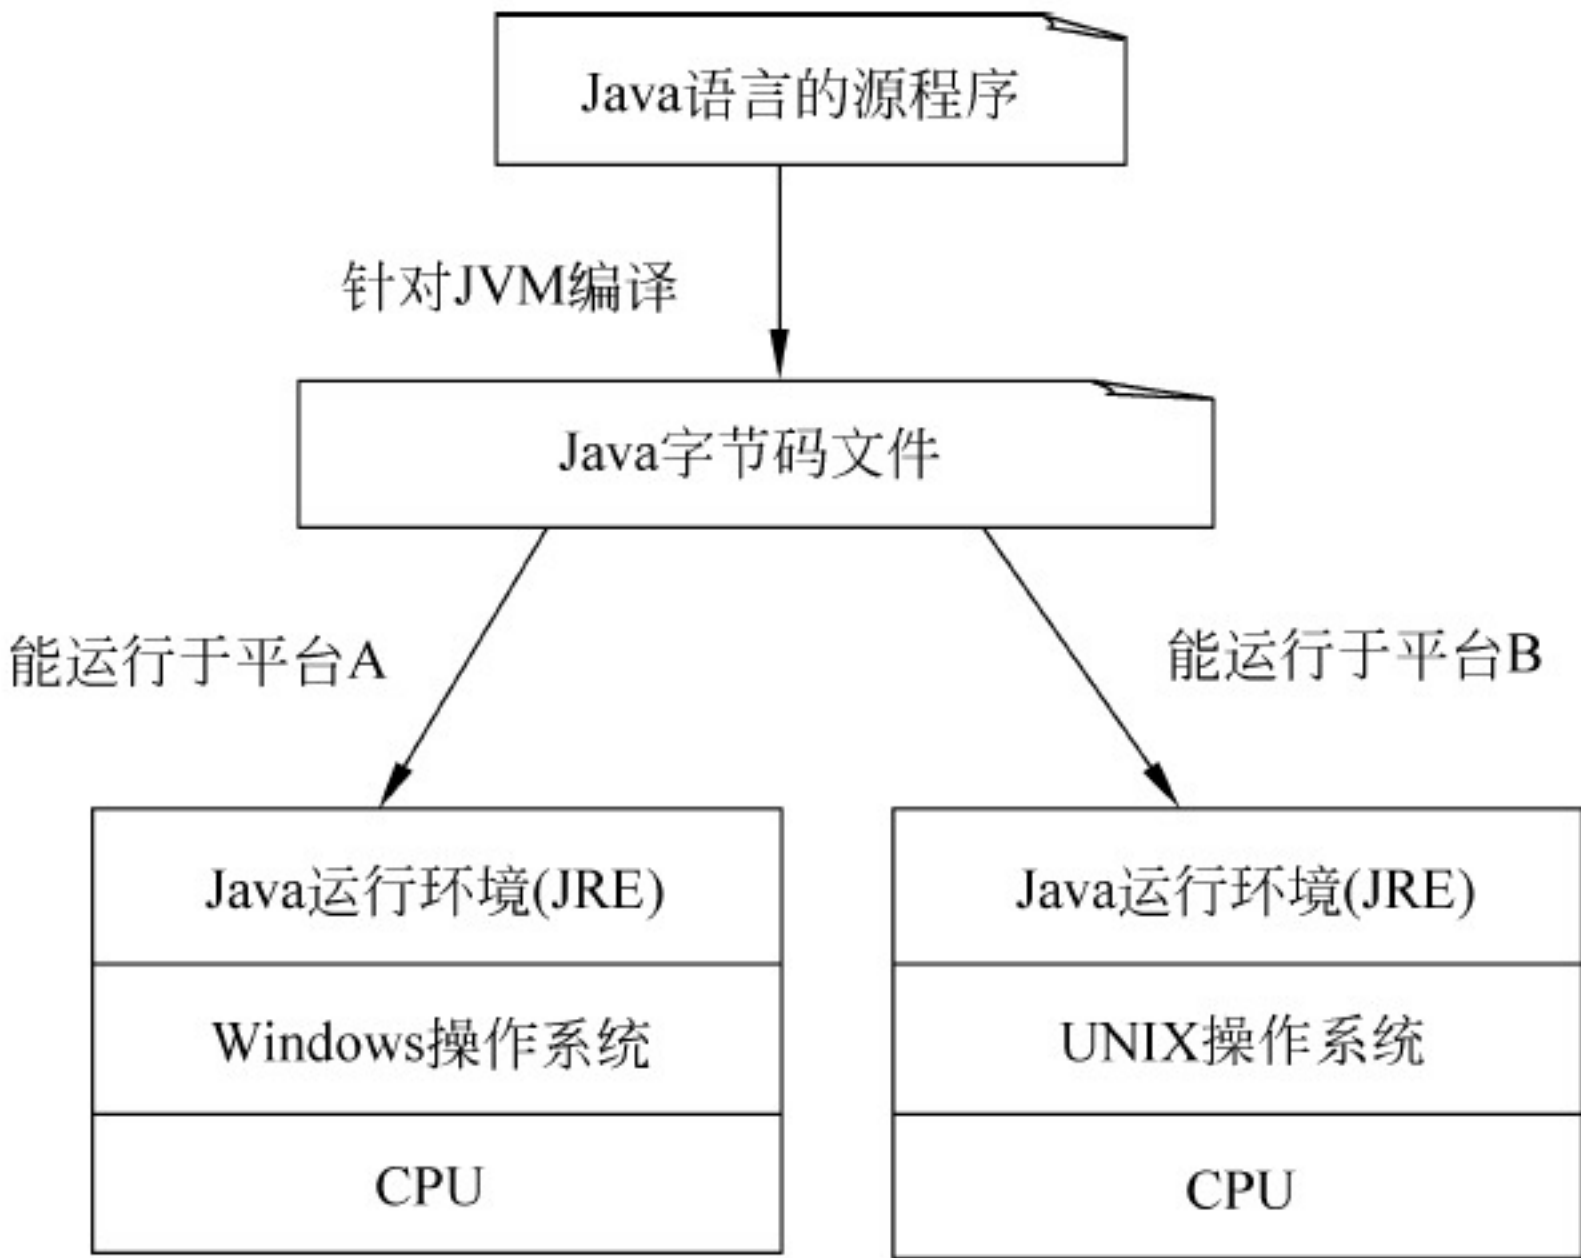 Java语言的源程序
针对JVM编译
Java字节码文件
能运行于平台A
能运行于平台B
Java运行环境(JRE)
Windows操作系统
CPU
Java运行环境(JRE)
UNIX操作系统
CPU